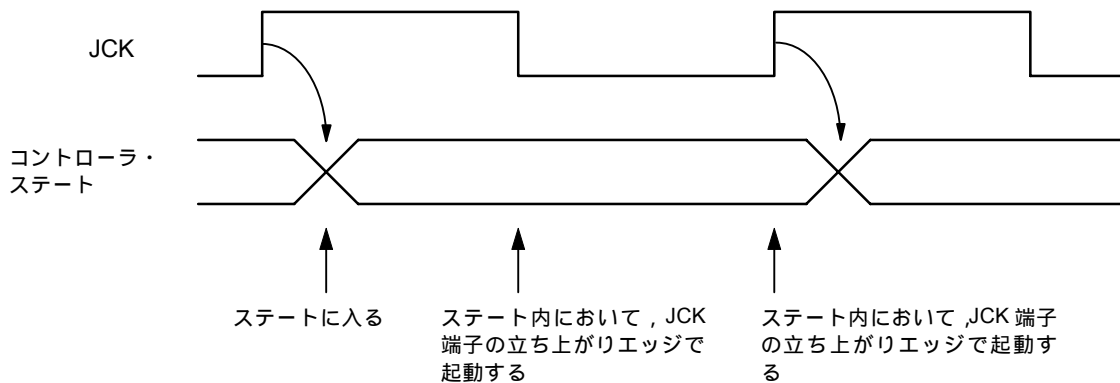 JCK
コントローラ・
ステート
ステートに入る
ステート内において，JCK
端子の立ち上がりエッジで
起動する
ステート内において，JCK 端子
の立ち上がりエッジで起動す
る